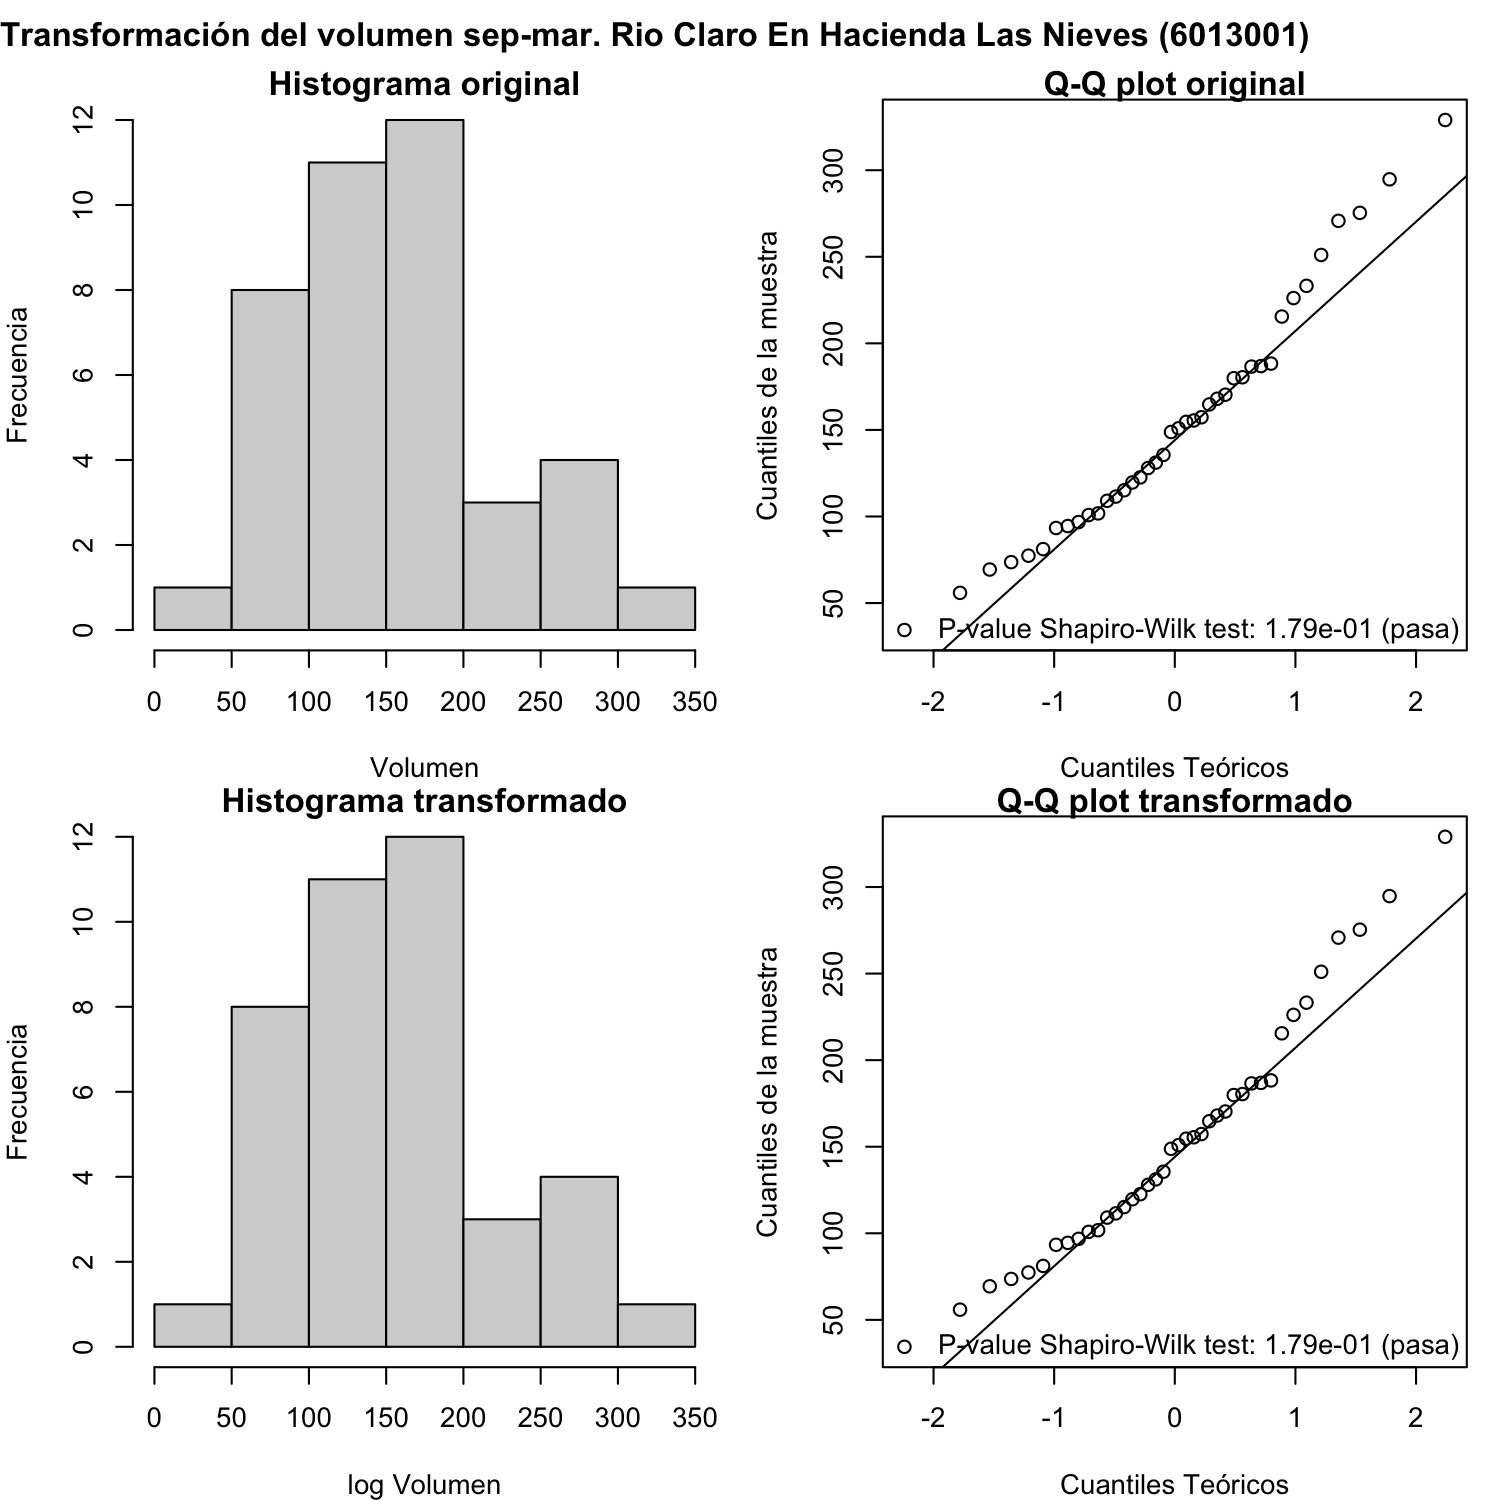 Transformación del volumen sep-mar. Rio Claro En Hacienda Las Nieves (6013001)
Histograma original
Frecuencia
0 2 4 6 8 10 12
0 50 100 150 200 250 300 350
Volumen
Q-Q plot original
Cuantiles de la muestra
50 100 150 200 250 300
P-value Shapiro-Wilk test: 1.79e-01 (pasa)
-2 -1 0 1 2
Cuantiles Teóricos
Histograma transformado
Frecuencia
0 2 4 6 8 10 12
0 50 100 150 200 250 300 350
log Volumen
Q-Q plot transformado
Cuantiles de la muestra
50 100 150 200 250 300
P-value Shapiro-Wilk test: 1.79e-01 (pasa)
-2 -1 0 1 2
Cuantiles Teóricos